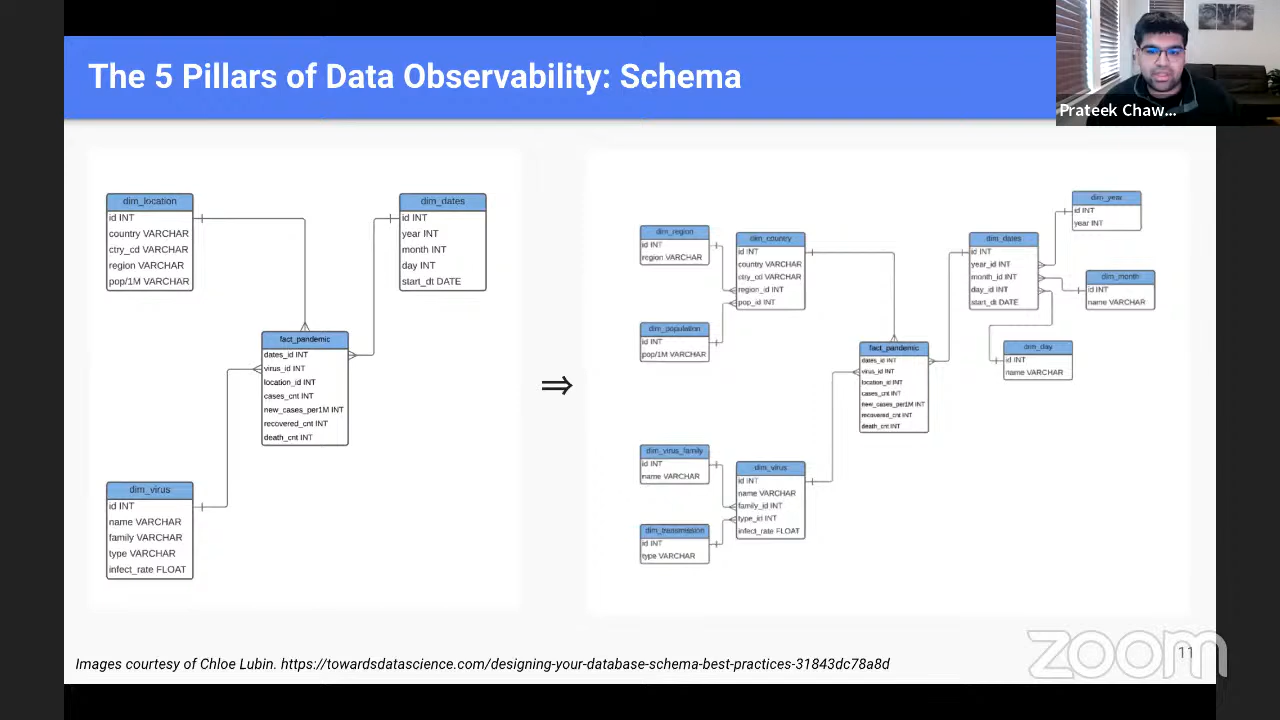 The 5 Pillars of Data Observability: Schema
Prateek Chaw...
dim_location
id INT
country VARCHAR
ctry_cd VARCHAR
region VARCHAR
pop/1M VARCHAR
dim_dates
id INT
year INT
month INT
day INT
start_dt DATE
fact_pandemic
dates_id INT
virus_id INT
location_id INT
cases_cnt INT
new_cases_per1M INT
recovered_cnt INT
death_cnt INT
dim_virus
id INT
name VARCHAR
family VARCHAR
type VARCHAR
infect_rate FLOAT
⇒
dim_region
id INT
region VARCHAR
dim_population
id INT
pop/1M VARCHAR
dim_country
id INT
country VARCHAR
ctry_cd VARCHAR
region_id INT
pop_id INT
dim_dates
id INT
year_id INT
month_id INT
day_id INT
start_dt DATE
dim_year
id INT
year INT
dim_month
id INT
name VARCHAR
dim_day
id INT
name VARCHAR
fact_pandemic
dates_id INT
virus_id INT
location_id INT
cases_cnt INT
new_cases_per1M INT
recovered_cnt INT
death_cnt INT
dim_virus_family
id INT
name VARCHAR
dim_transmission
id INT
type VARCHAR
dim_virus
id INT
name VARCHAR
family_id INT
type_id INT
infect_rate FLOAT
Images courtesy of Chloe Lubin. https://towardsdatascience.com/designing-your-database-schema-best-practices-31843dc78a8d
zoom
11